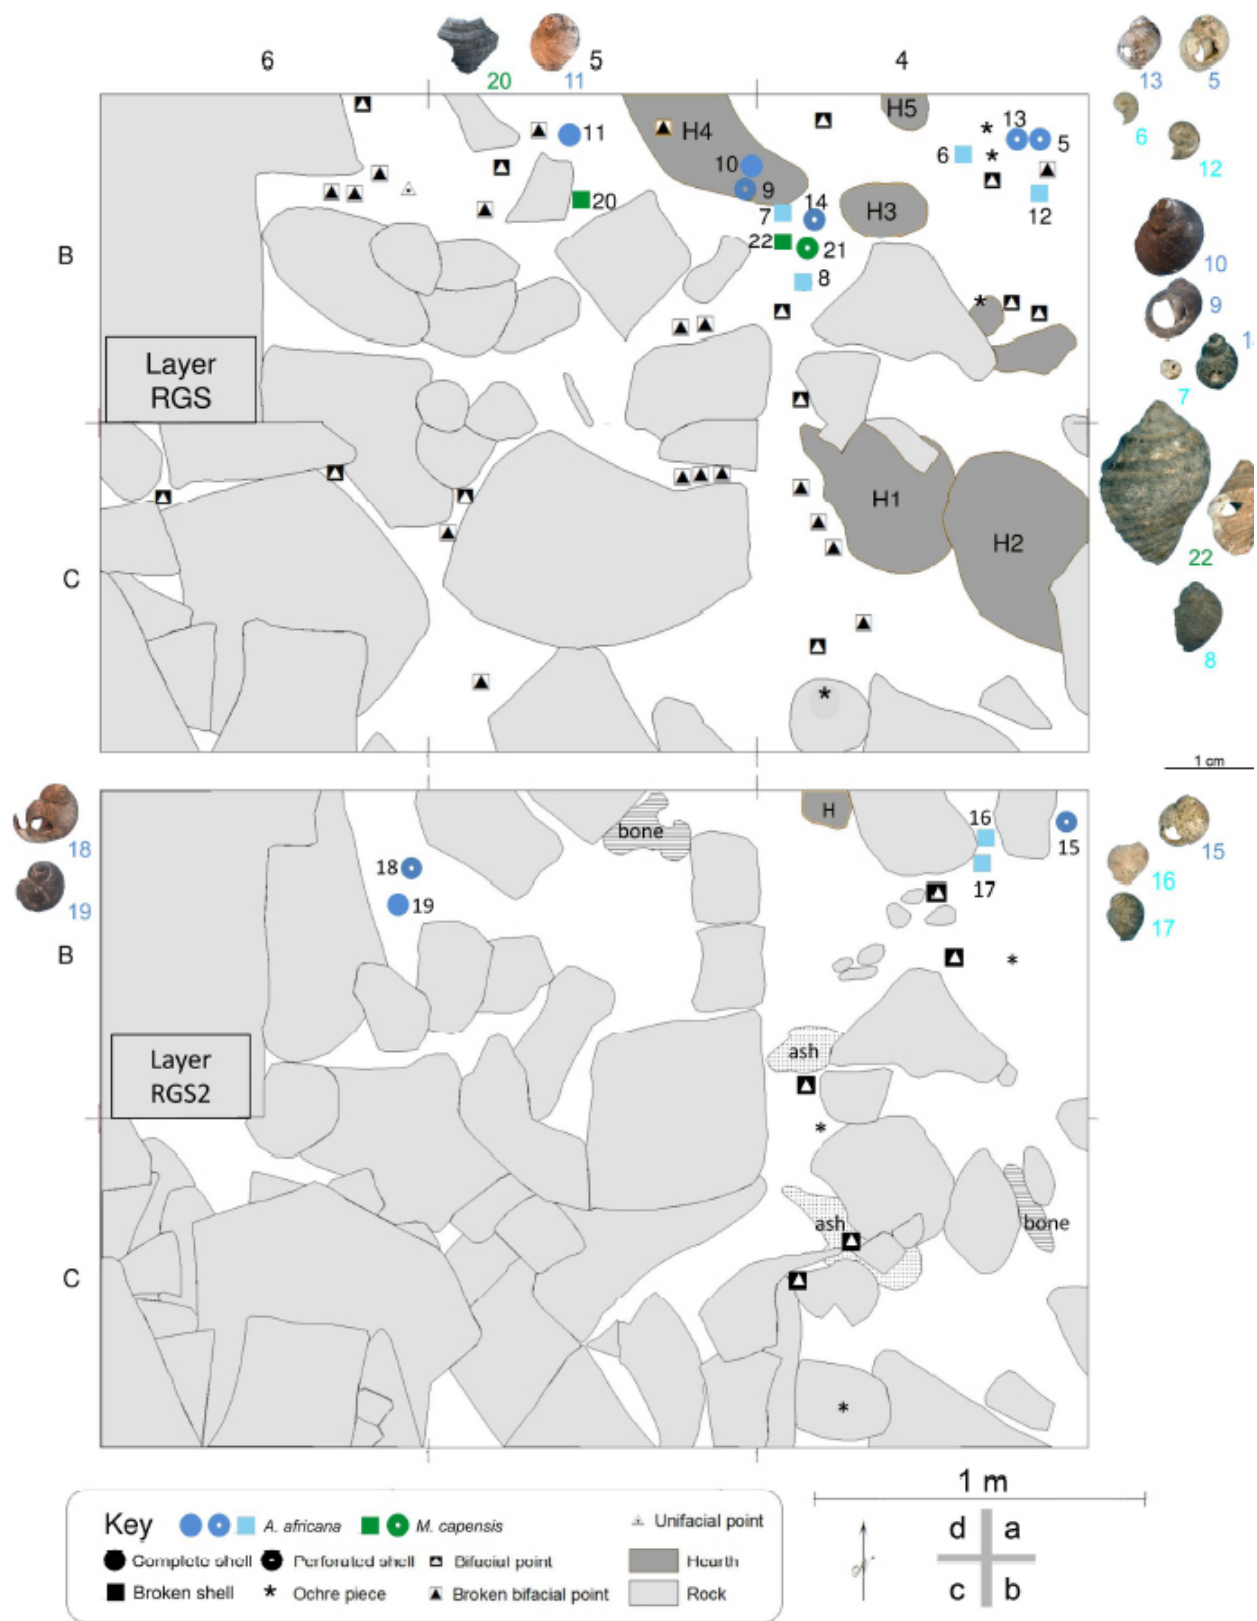 6 5 4
20 11
13 5
6
12
10
9
1
7
22
8
H4 H5
11 13 5
10 6
9
20 7 14 12
H3
22 21
8
B
Layer
RGS
H1
H2
C
1 cm
18
19
15
16
17
bone H 16
15
18
19 17
B
Layer
RGS2
ash
ash bone
C
1 m
Key A. africana M. capensis Unifacial point
Complete shell Perforated shell Bifacial point Hearth
Broken shell * Ochre piece Broken bifacial point Rock
d a
c b